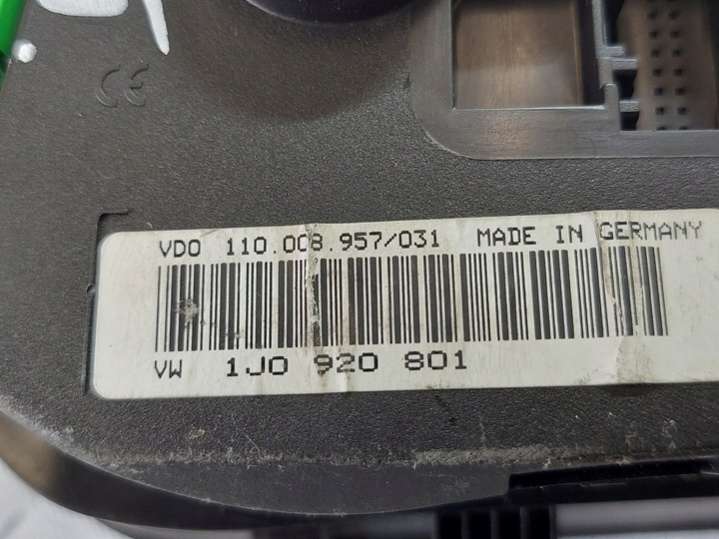 CE
VDO 110.008.957/031 MADE IN GERMANY
VW 1J0 920 801